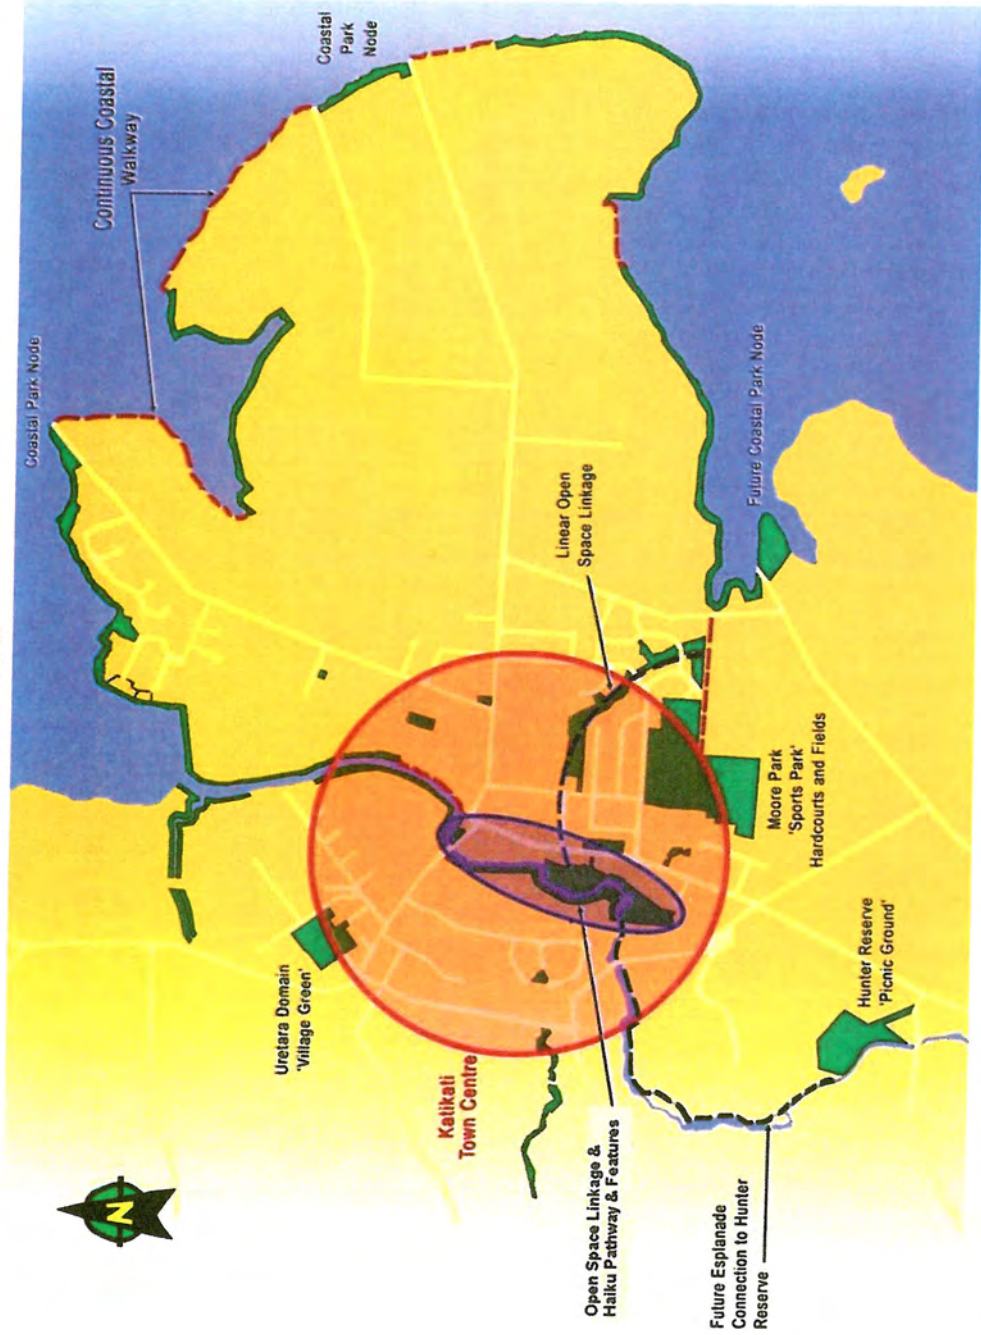 Coastal
Park
Node
Continuous Coastal
Walkway
Coastal Park Node
Linear Open
Space Linkage
Future Coastal Park Node
Moore Park
'Sports Park'
Hardcourts and Fields
Uretara Domain
'Village Green'
Katikati
Town Centre
Hunter Reserve
'Picnic Ground'
Open Space Linkage &
Haiku Pathway & Features
Future Esplanade
Connection to Hunter
Reserve
N